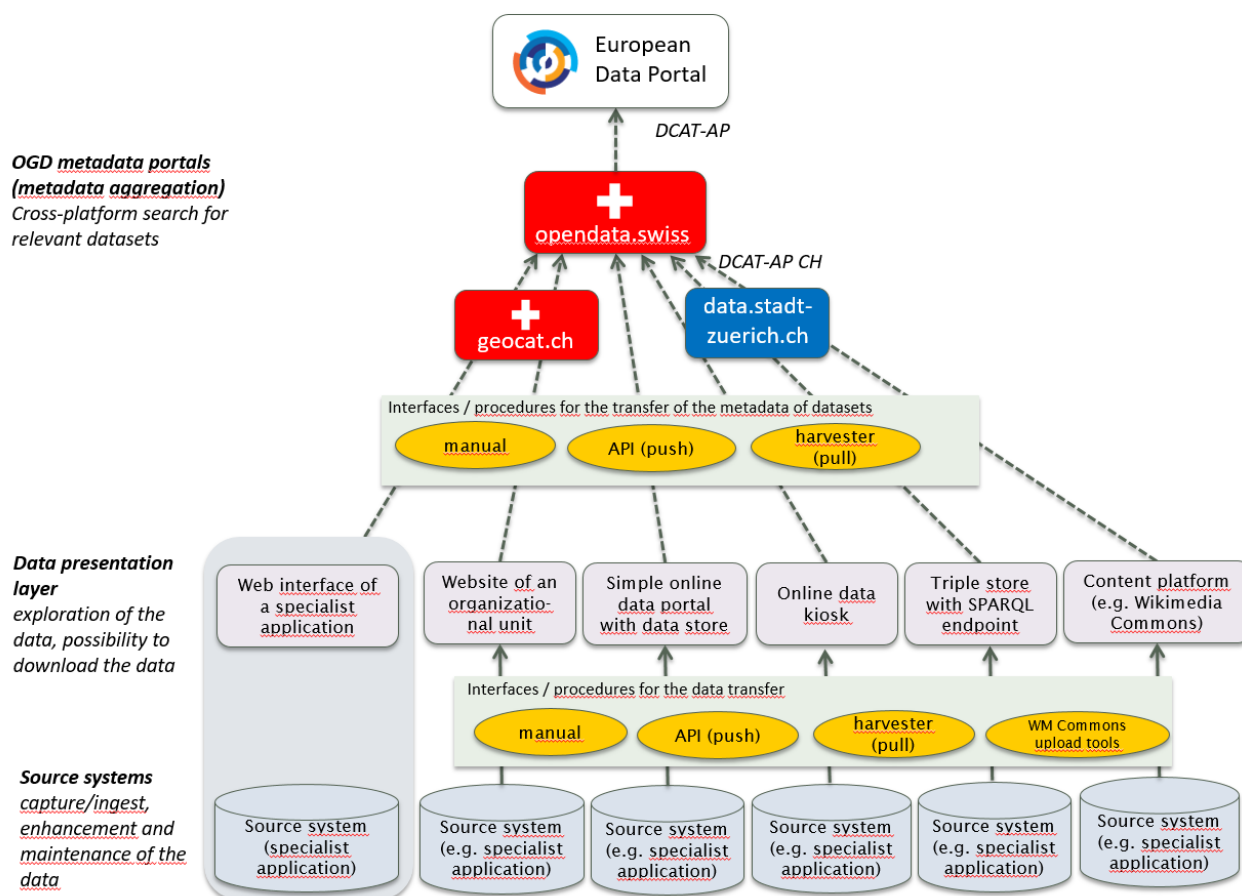 European
Data Portal
DCAT-AP
OGD metadata portals
(metadata aggregation)
Cross-platform search for
relevant datasets
opendata.swiss
DCAT-AP CH
geocat.ch
data.stadt-
zuerich.ch
Interfaces / procedures for the transfer of the metadata of datasets
manual
API (push)
harvester
(pull)
Data presentation
layer
exploration of the
data, possibility to
download the data
Web interface of
a specialist
application
Website of an
organizatio-
nal unit
Simple online
data portal
with data store
Online data
kiosk
Triple store
with SPARQL
endpoint
Content platform
(e.g. Wikimedia
Commons)
Interfaces / procedures for the data transfer
manual
API (push)
harvester
(pull)
WM Commons
upload tools
Source systems
capture/ingest,
enhancement and
maintenance of the
data
Source system
(specialist
application)
Source system
(e.g. specialist
application)
Source system
(e.g. specialist
application)
Source system
(e.g. specialist
application)
Source system
(e.g. specialist
application)
Source system
(e.g. specialist
application)